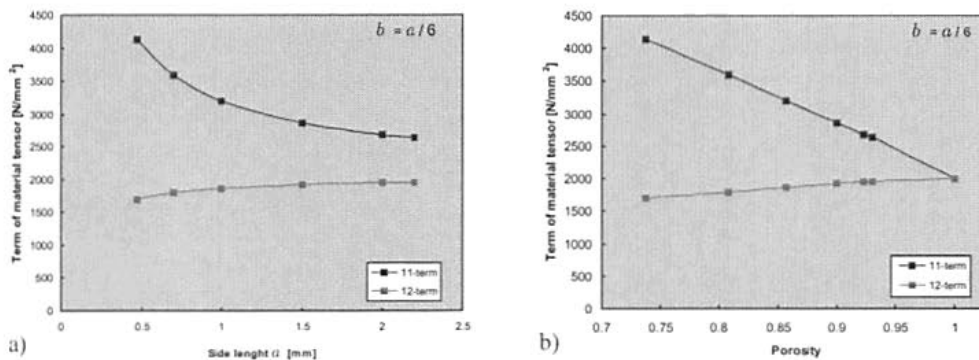 b = a/6
4500
4000
3500
3000
2500
2000
1500
1000
500
0
Term of material tensor [N/mm²]
11-term
12-term
0 0.5 1 1.5 2 2.5
Side lenght a [mm]
a)
b = a/6
4500
4000
3500
3000
2500
2000
1500
1000
500
0
Term of material tensor [N/mm²]
11-term
12-term
0.7 0.75 0.8 0.85 0.9 0.95 1
Porosity
b)